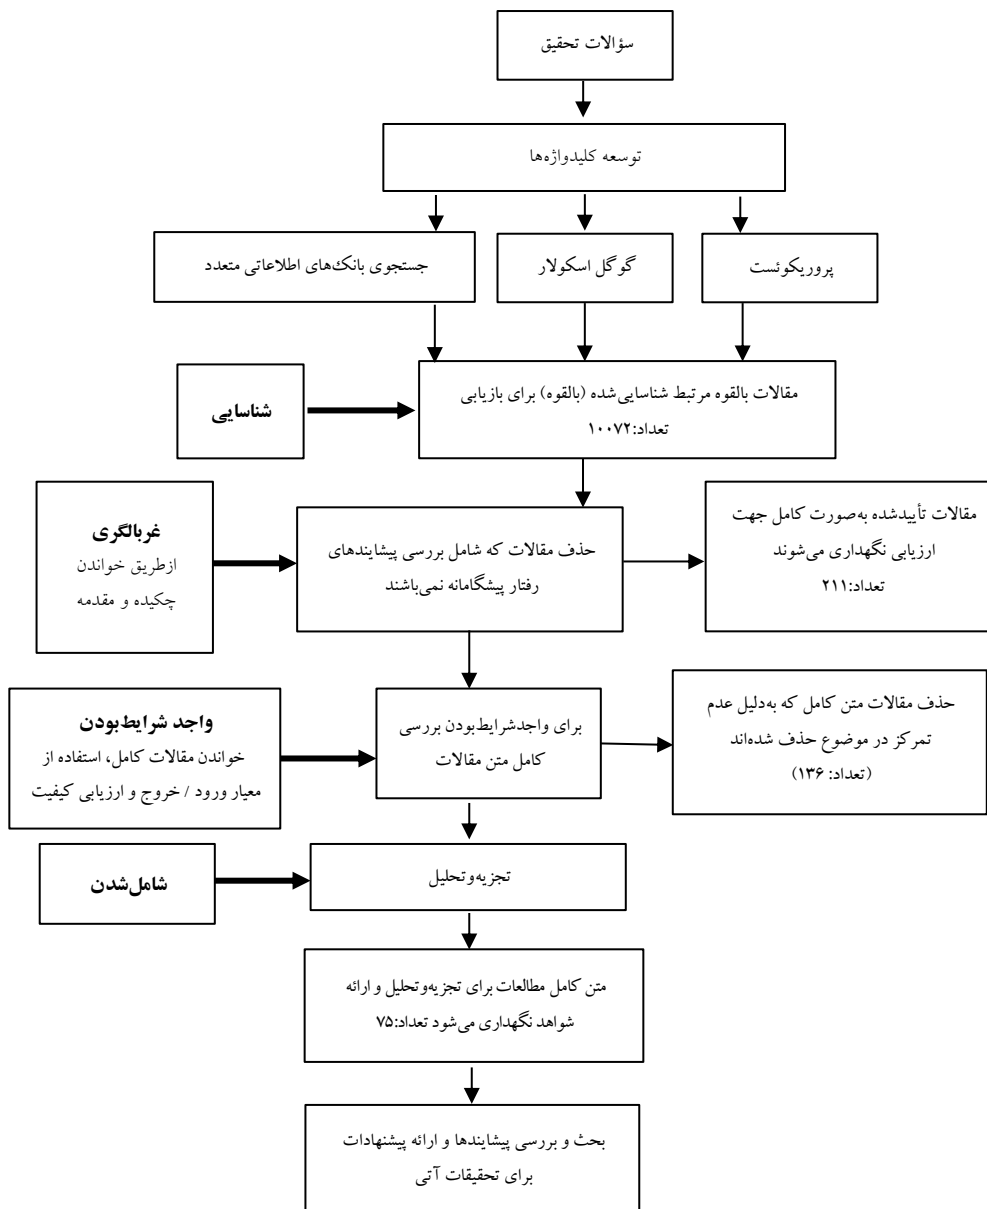 سؤالات تحقیق
توسعه کلیدواژه‌ها
پروریکوئست
گوگل اسکولار
جستجوی بانک‌های اطلاعاتی متعدد
شناسایی
مقالات بالقوه مرتبط شناسایی‌شده (بالقوه) برای بازیابی
تعداد:۱۰۰۷۲
مقالات تأییدشده به‌صورت کامل جهت
ارزیابی نگهداری می‌شوند
تعداد:۲۱۱
حذف مقالات که شامل بررسی پیشایندهای
رفتار پیشگامانه نمی‌باشند
غربالگری
ازطریق خواندن
چکیده و مقدمه
حذف مقالات متن کامل که به‌دلیل عدم
تمرکز در موضوع حذف شده‌اند
(تعداد: ۱۳۶)
برای واجدشرایط‌بودن بررسی
کامل متن مقالات
واجد شرایط‌بودن
خواندن مقالات کامل، استفاده از
معیار ورود / خروج و ارزیابی کیفیت
تجزیه‌وتحلیل
شامل‌شدن
متن کامل مطالعات برای تجزیه‌وتحلیل و ارائه
شواهد نگهداری می‌شود تعداد:۷۵
بحث و بررسی پیشایندها و ارائه پیشنهادات
برای تحقیقات آتی